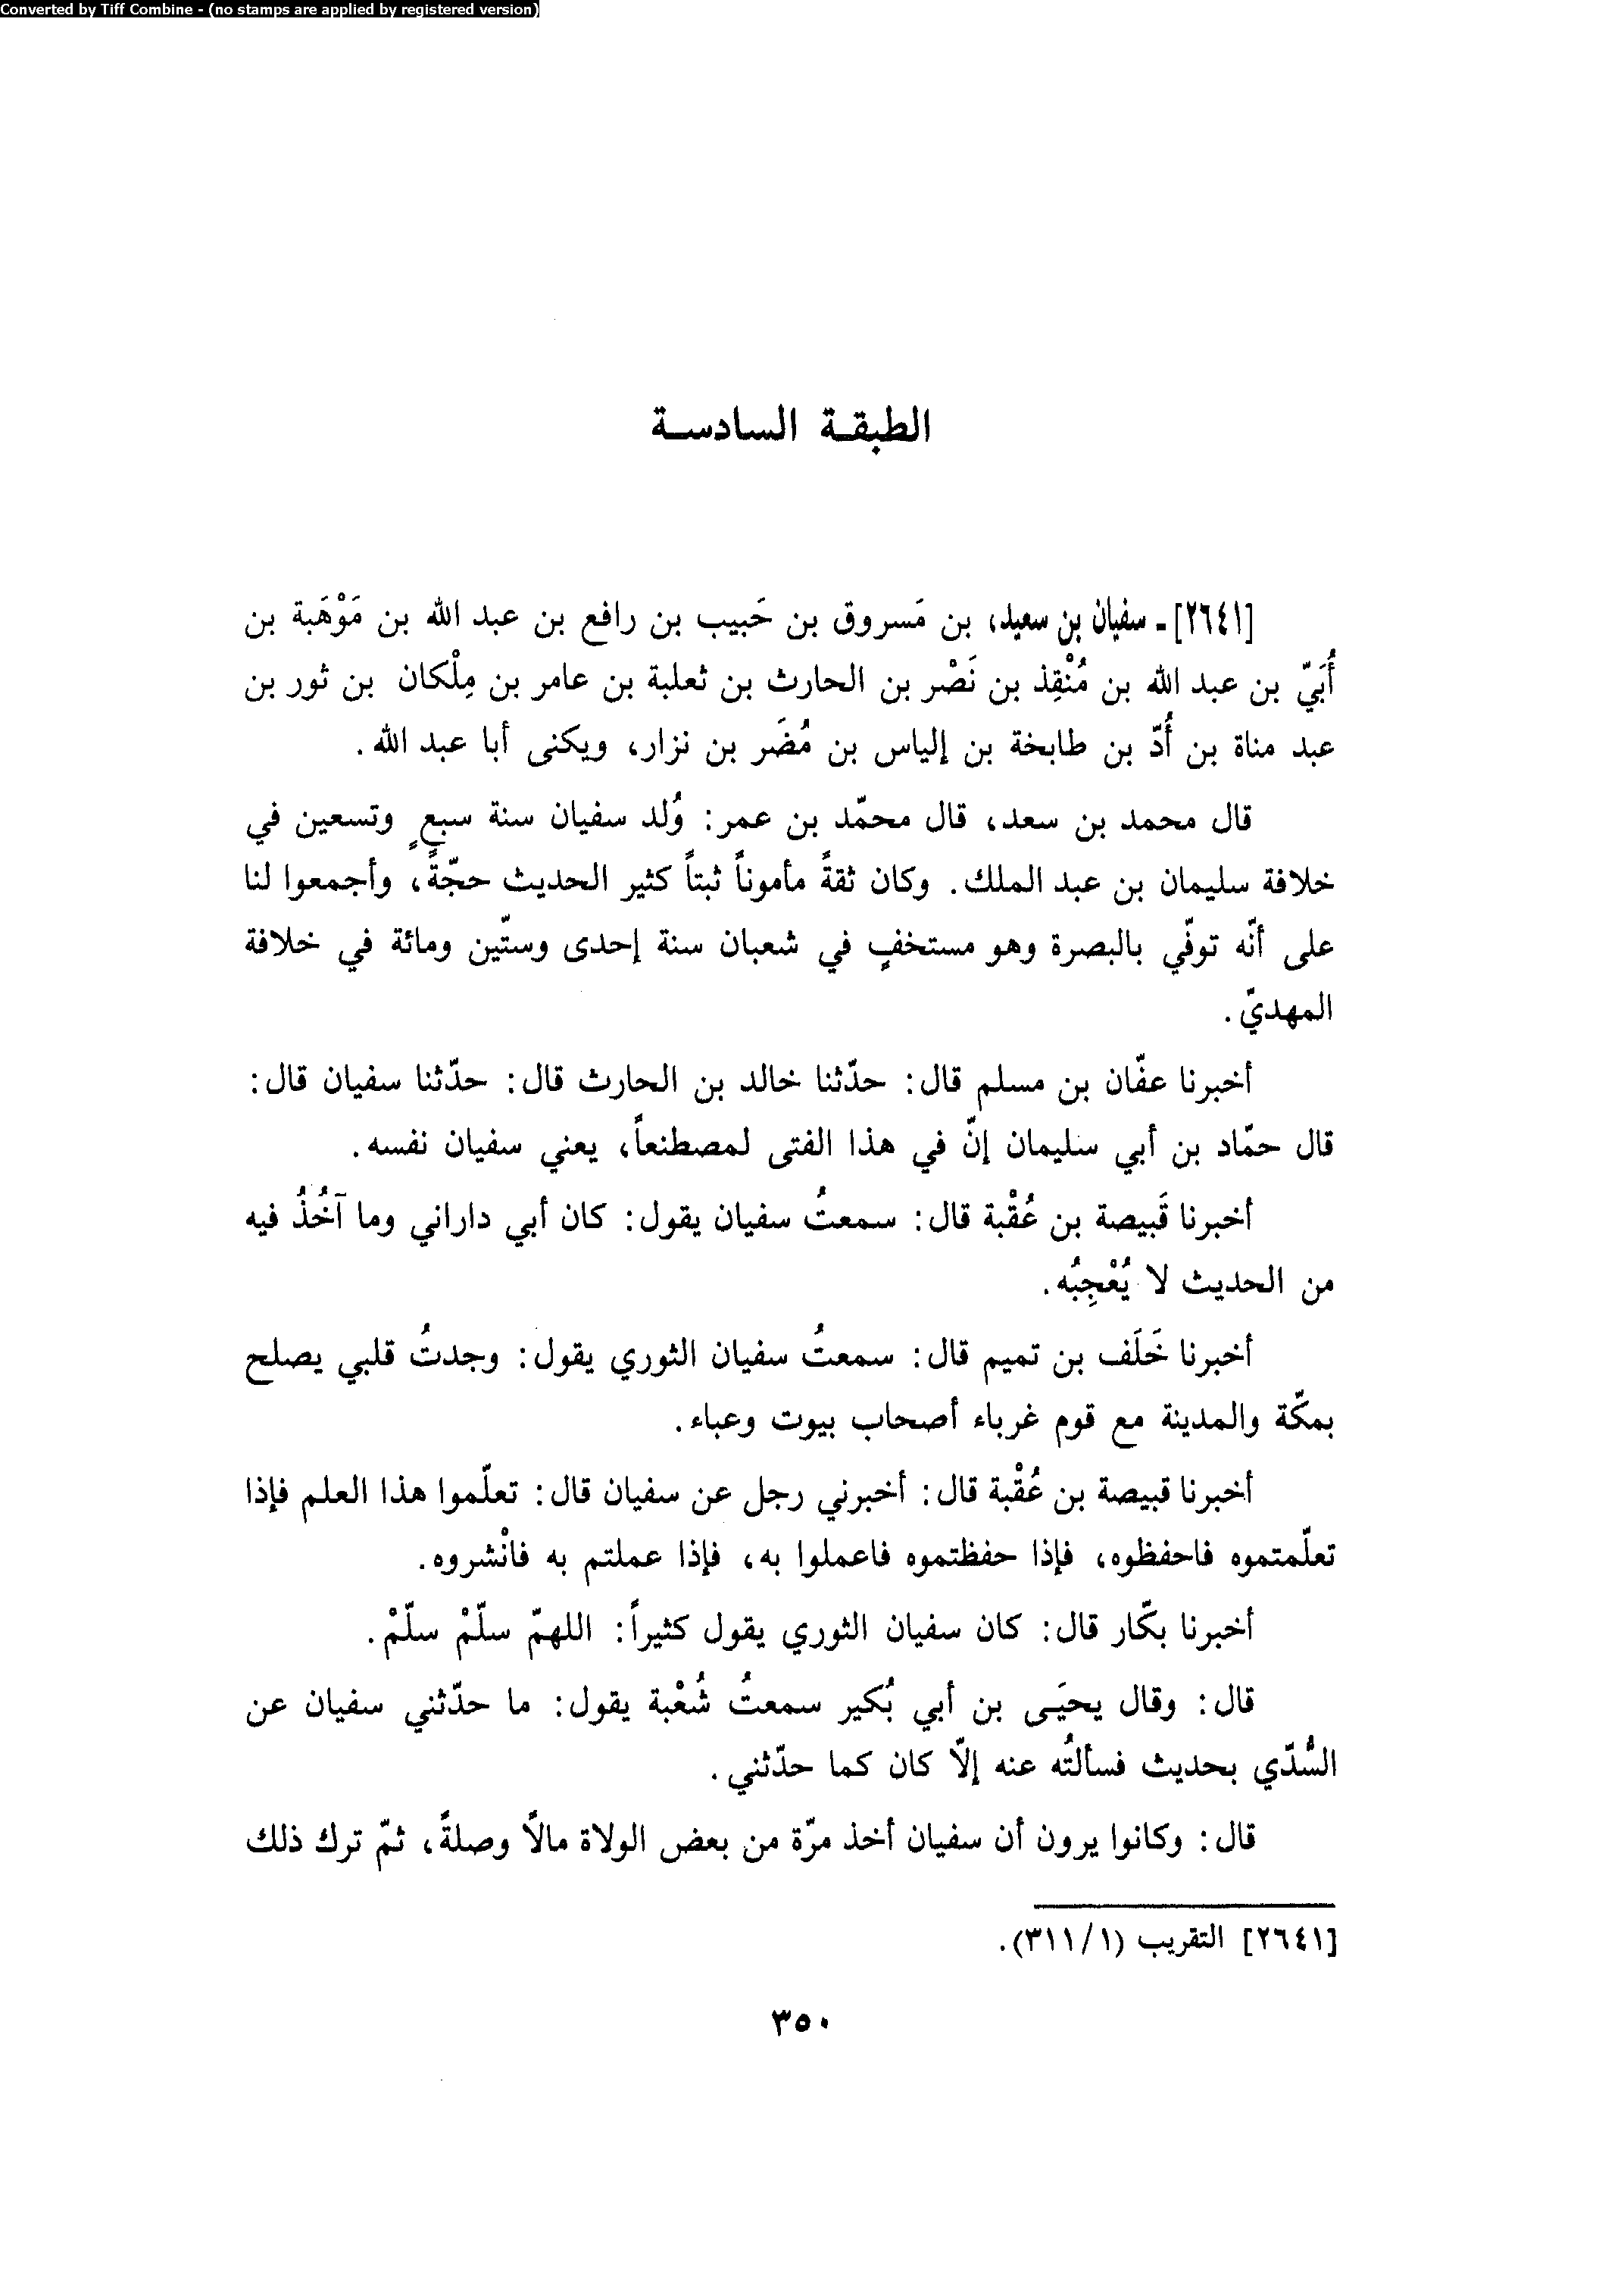 Converted by Tiff Combine - (no stamps are applied by registered version)
الطبقة السادسة
[٢٦٤١]ـ سفيان بن سعيد، بن مَسروق بن حَبيب بن رافع بن عبد الله بن مَوْهَبة بن
أُبَيّ بن عبد الله بن مُنْقِذ بن نَصْر بن الحارث بن ثعلبة بن عامر بن مِلْكان بن ثور بن
عبد مناة بن أُدّ بن طابخة بن إلياس بن مُضَر بن نزار، ويكنى أبا عبد الله.
قال محمد بن سعد، قال محمّد بن عمر: وُلد سفيان سنة سبعٍ وتسعين في
خلافة سليمان بن عبد الملك. وكان ثقةً مأموناً ثبتاً كثير الحديث حجّةً، وأجمعوا لنا
على أنّه توفّي بالبصرة وهو مستخفٍ في شعبان سنة إحدى وستّين ومائة في خلافة
المهديّ.
أخبرنا عفّان بن مسلم قال: حدّثنا خالد بن الحارث قال: حدّثنا سفيان قال:
قال حمّاد بن أبي سليمان إنّ في هذا الفتى لمصطنعاً، يعني سفيان نفسه.
أخبرنا قَبيصة بن عُقْبة قال: سمعتُ سفيان يقول: كان أبي داراني وما آخُذُ فيه
من الحديث لا يُعْجِبُه.
أخبرنا خَلَف بن تميم قال: سمعتُ سفيان الثوري يقول: وجدتُ قلبي يصلح
بمكّة والمدينة مع قوم غرباء أصحاب بيوت وعباء.
أخبرنا قبيصة بن عُقْبة قال: أخبرني رجل عن سفيان قال: تعلّموا هذا العلم فإذا
تعلّمتموه فاحفظوه، فإذا حفظتموه فاعملوا به، فإذا عملتم به فانْشروه.
أخبرنا بكّار قال: كان سفيان الثوري يقول كثيراً: اللهمّ سلّمْ سلّمْ.
قال: وقال يحيَـى بن أبي بُكير سمعتُ شُعْبة يقول: ما حدّثني سفيان عن
السُّدّي بحديث فسألتُه عنه إلّا كان كما حدّثني.
قال: وكانوا يرون أن سفيان أخذ مرّة من بعض الولاة مالاً وصلةً، ثمّ ترك ذلك
[٢٦٤١] التقريب (٣١١/١).
٣٥٠